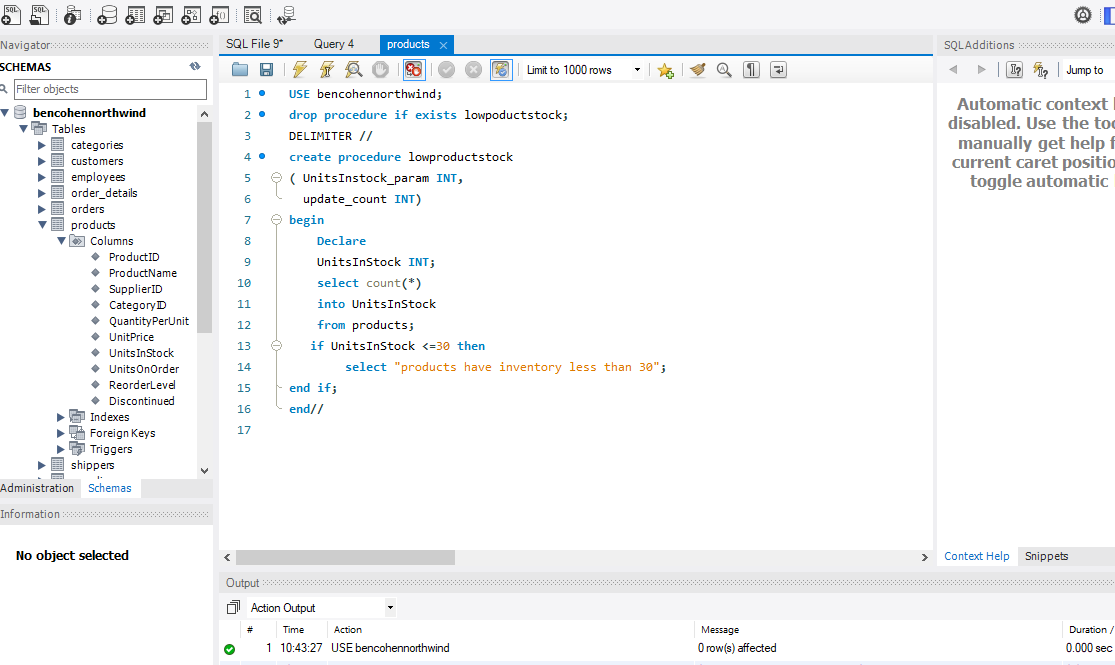 SQL
SQL
Navigator
SCHEMAS
Filter objects
bencohennorthwind
Tables
categories
customers
employees
order_details
orders
products
Columns
ProductID
ProductName
SupplierID
CategoryID
QuantityPerUnit
UnitPrice
UnitsInStock
UnitsOnOrder
ReorderLevel
Discontinued
Indexes
Foreign Keys
Triggers
shippers
Administration Schemas
Information
No object selected
SQL File 9* Query 4 products
Limit to 1000 rows
1 USE bencohennorthwind;
2 drop procedure if exists lowpoductstock;
3 DELIMITER //
4 create procedure lowproductstock
5 ( UnitsInstock_param INT,
6 update_count INT)
7 begin
8 Declare
9 UnitsInStock INT;
10 select count(*)
11 into UnitsInStock
12 from products;
13 if UnitsInStock <=30 then
14 select "products have inventory less than 30";
15 end if;
16 end//
17
SQLAdditions
Jump to
Automatic context
disabled. Use the
manually get help
current caret
toggle automatic
Context Help Snippets
Output
Action Output
# Time Action Message Duration /
1 10:43:27 USE bencohennorthwind 0 row(s) affected 0.000 sec